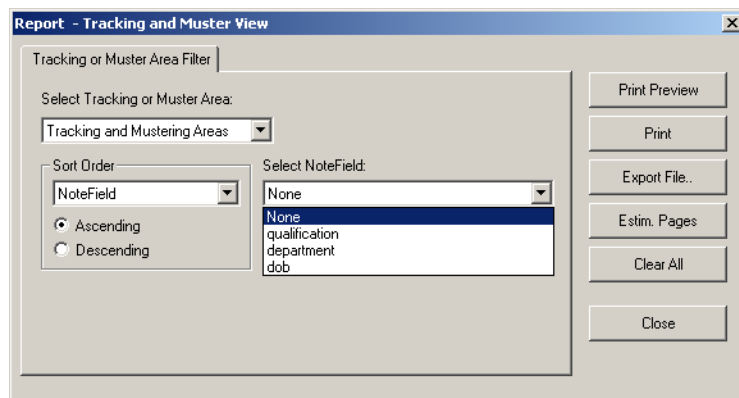 Report - Tracking and Muster View
Tracking or Muster Area Filter
Select Tracking or Muster Area:
Tracking and Mustering Areas
Sort Order
NoteField
Ascending
Descending
Select NoteField:
None
None
qualification
department
dob
Print Preview
Print
Export File..
Estim. Pages
Clear All
Close